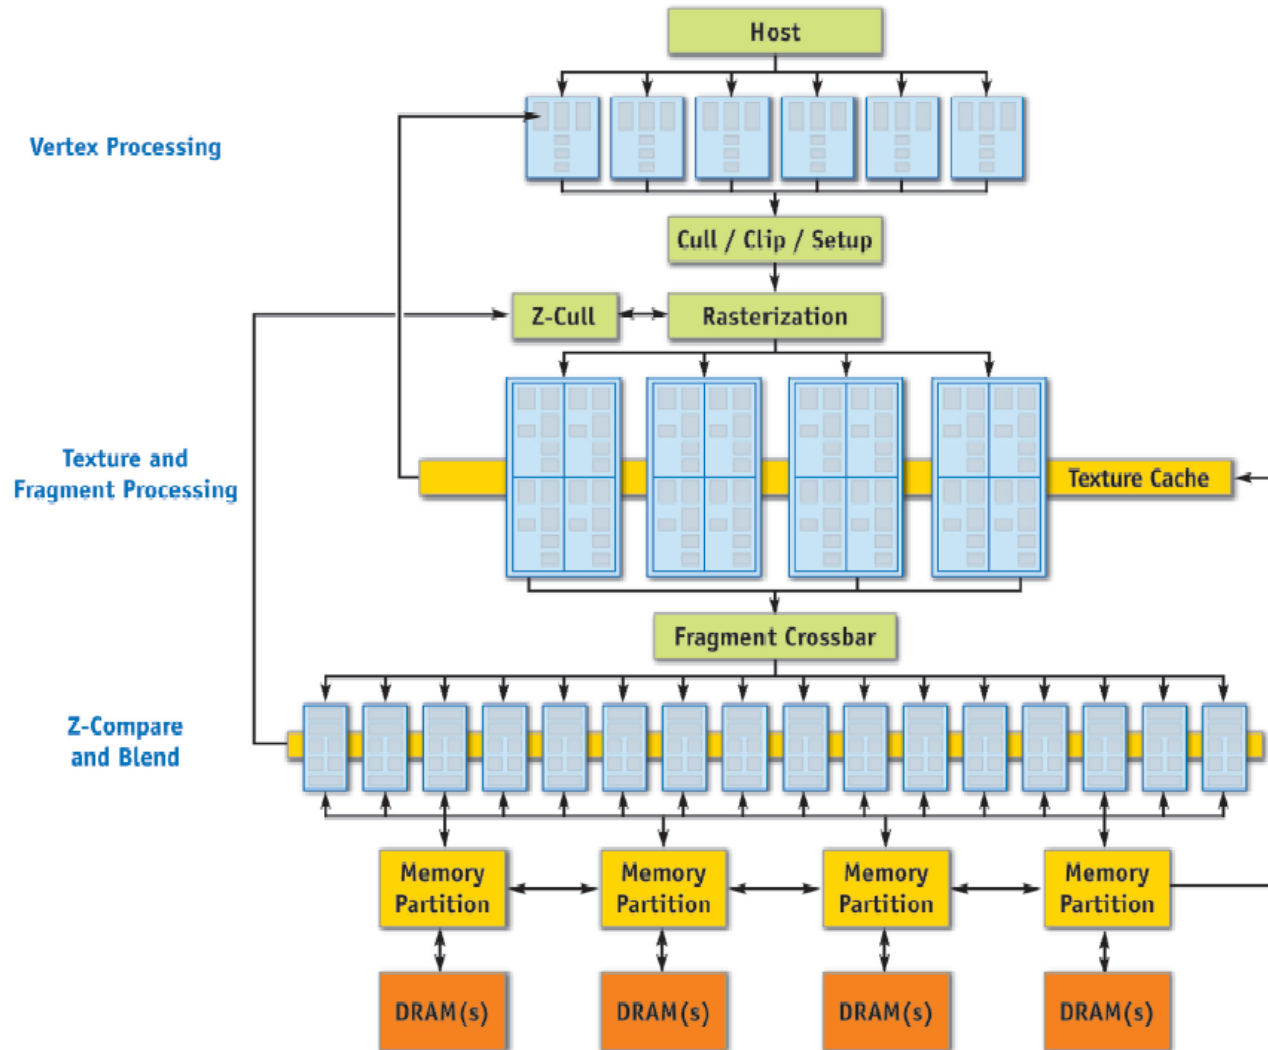 Host
Vertex Processing
Cull / Clip / Setup
Z-Cull
Rasterization
Texture and
Fragment Processing
Texture Cache
Fragment Crossbar
Z-Compare
and Blend
Memory
Partition
Memory
Partition
Memory
Partition
Memory
Partition
DRAM(s)
DRAM(s)
DRAM(s)
DRAM(s)